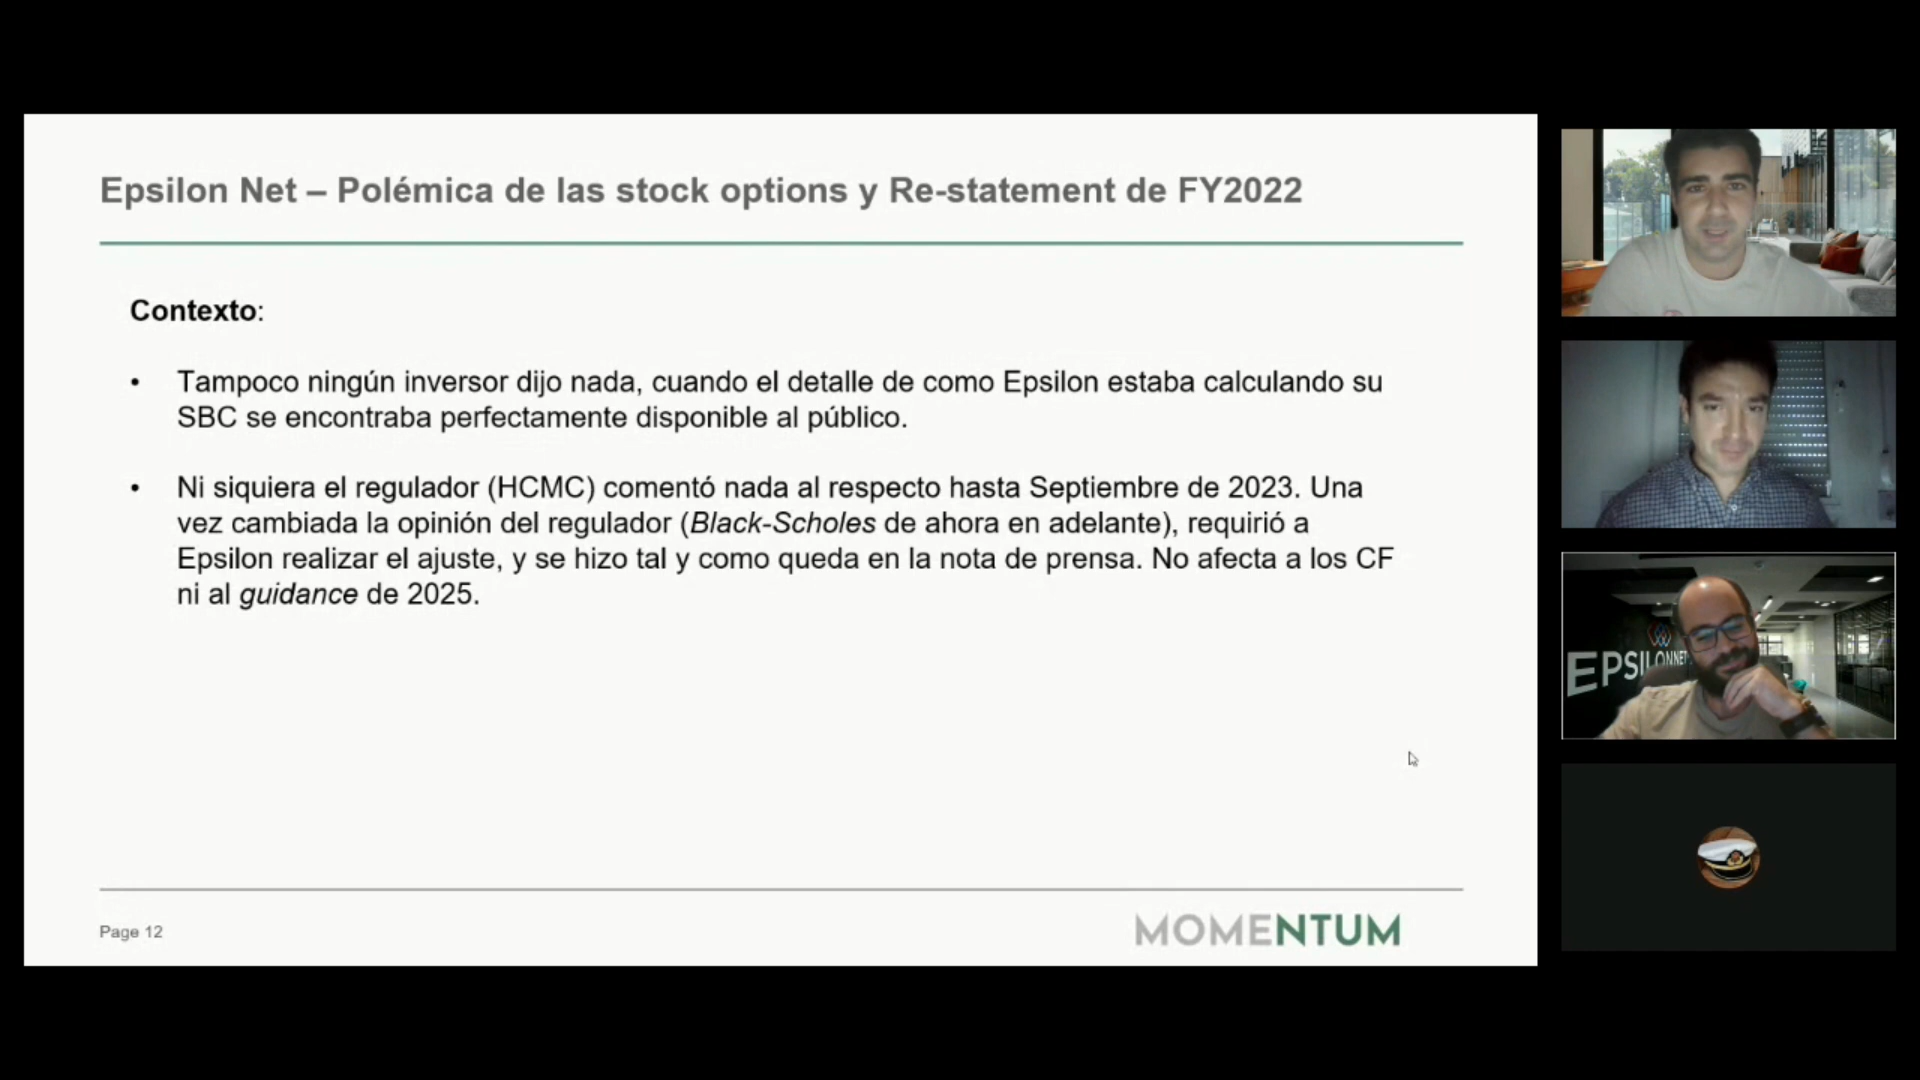 Epsilon Net – Polémica de las stock options y Re-statement de FY2022
Contexto:
• Tampoco ningún inversor dijo nada, cuando el detalle de como Epsilon estaba calculando su
SBC se encontraba perfectamente disponible al público.
• Ni siquiera el regulador (HCMC) comentó nada al respecto hasta Septiembre de 2023. Una
vez cambiada la opinión del regulador (Black-Scholes de ahora en adelante), requirió a
Epsilon realizar el ajuste, y se hizo tal y como queda en la nota de prensa. No afecta a los CF
ni al guidance de 2025.
Page 12
MOMENTUM
EPSILONNET